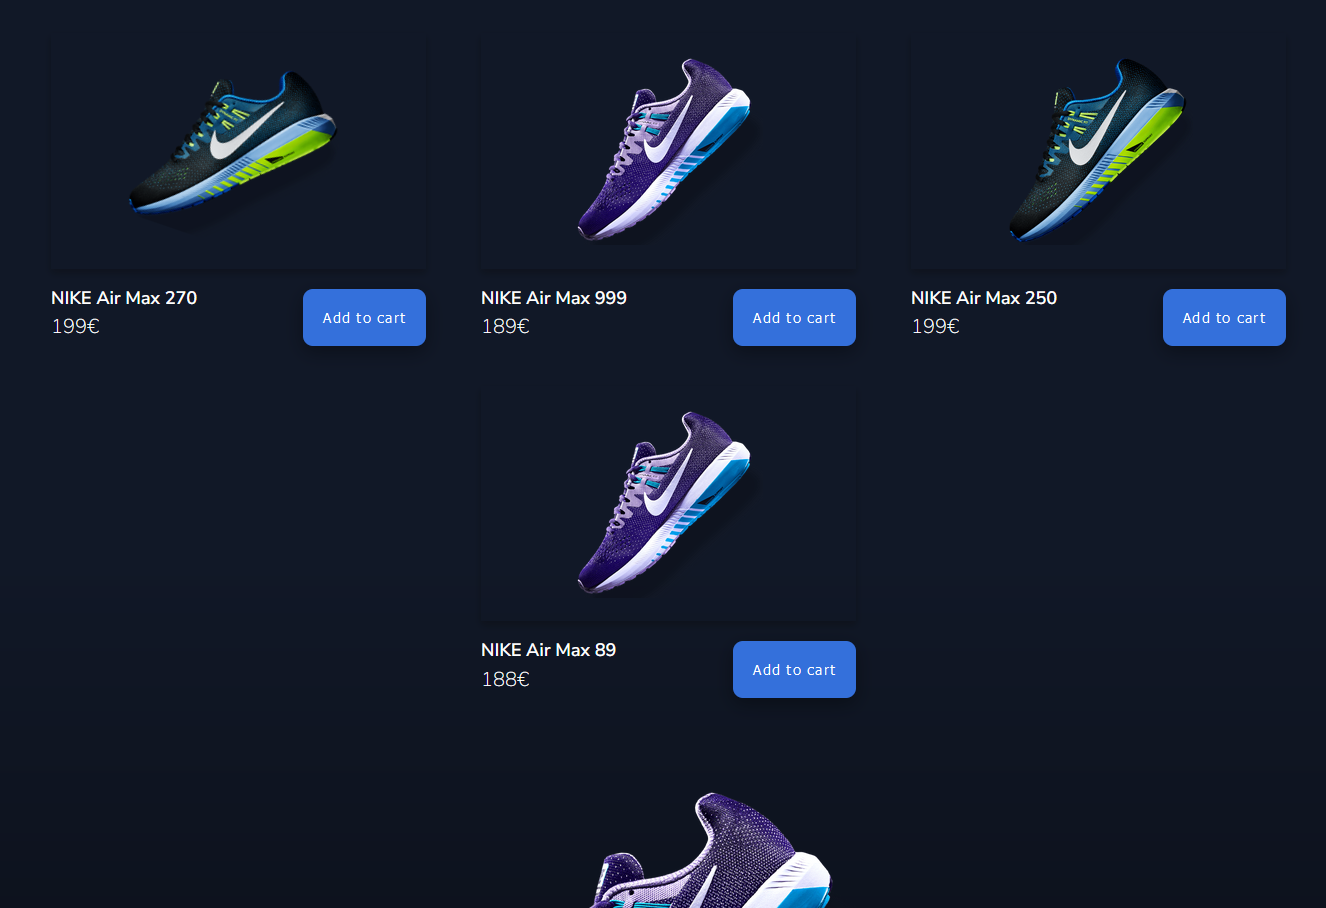 NIKE Air Max 270
199€
Add to cart
NIKE Air Max 999
189€
Add to cart
NIKE Air Max 250
199€
Add to cart
NIKE Air Max 89
188€
Add to cart